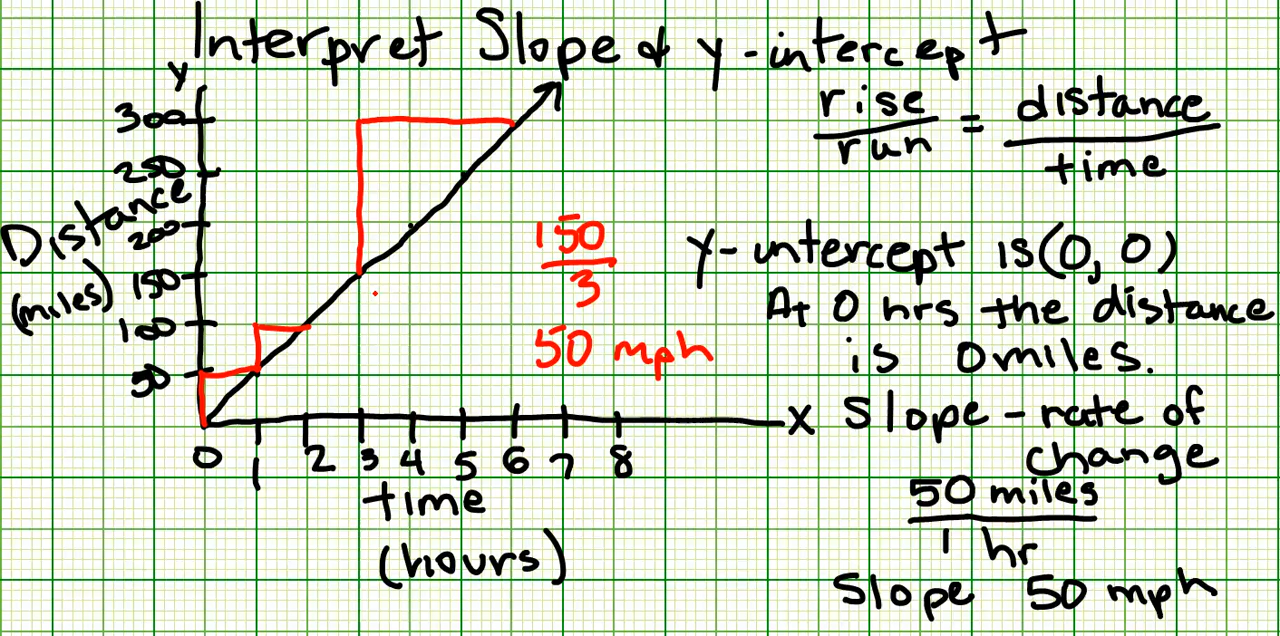 Interpret Slope & y-intercept
y
300
250
200
150
100
50
Distance
(miles)
0 1 2 3 4 5 6 7 8
x
time
(hours)
150
3
50 mph
rise
run
=
distance
time
Y-intercept is (0, 0)
At 0 hrs the distance
is 0 miles.
Slope - rate of
change
50 miles
1 hr
Slope 50 mph